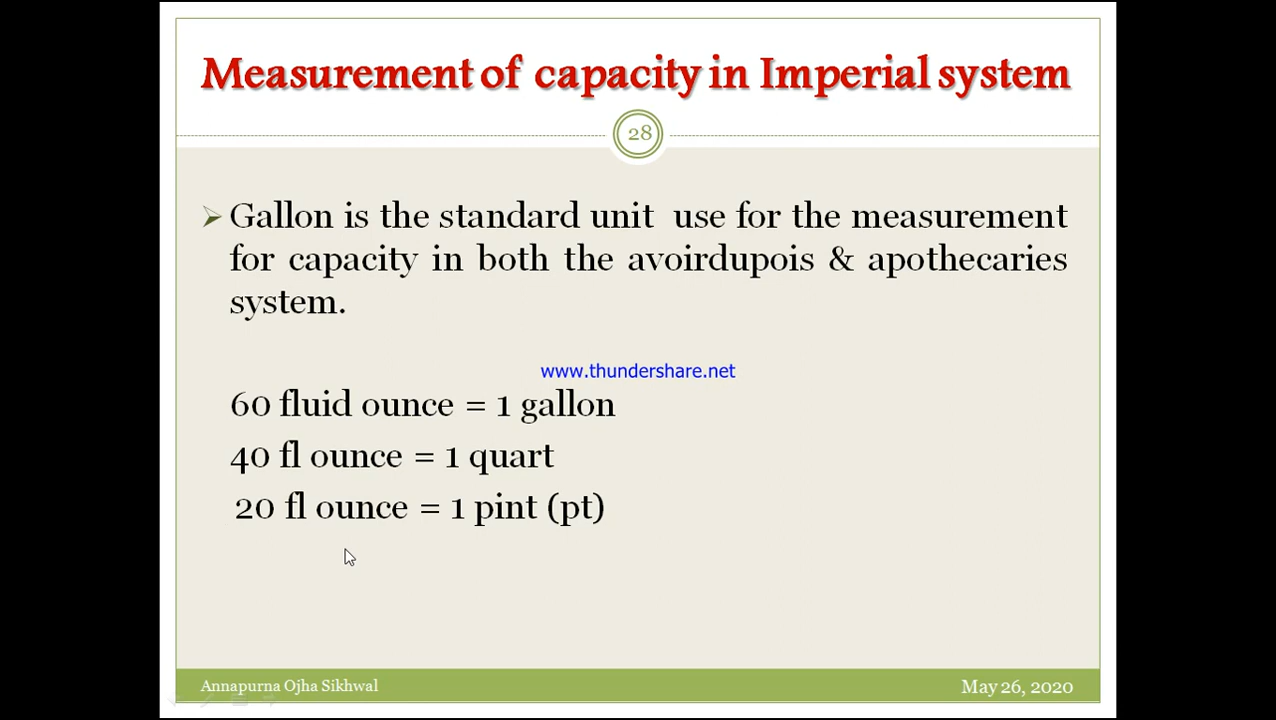 Measurement of capacity in Imperial system
28
Gallon is the standard unit use for the measurement
for capacity in both the avoirdupois & apothecaries
system.
www.thundershare.net
60 fluid ounce = 1 gallon
40 fl ounce = 1 quart
20 fl ounce = 1 pint (pt)
Annapurna Ojha Sikhwal
May 26, 2020